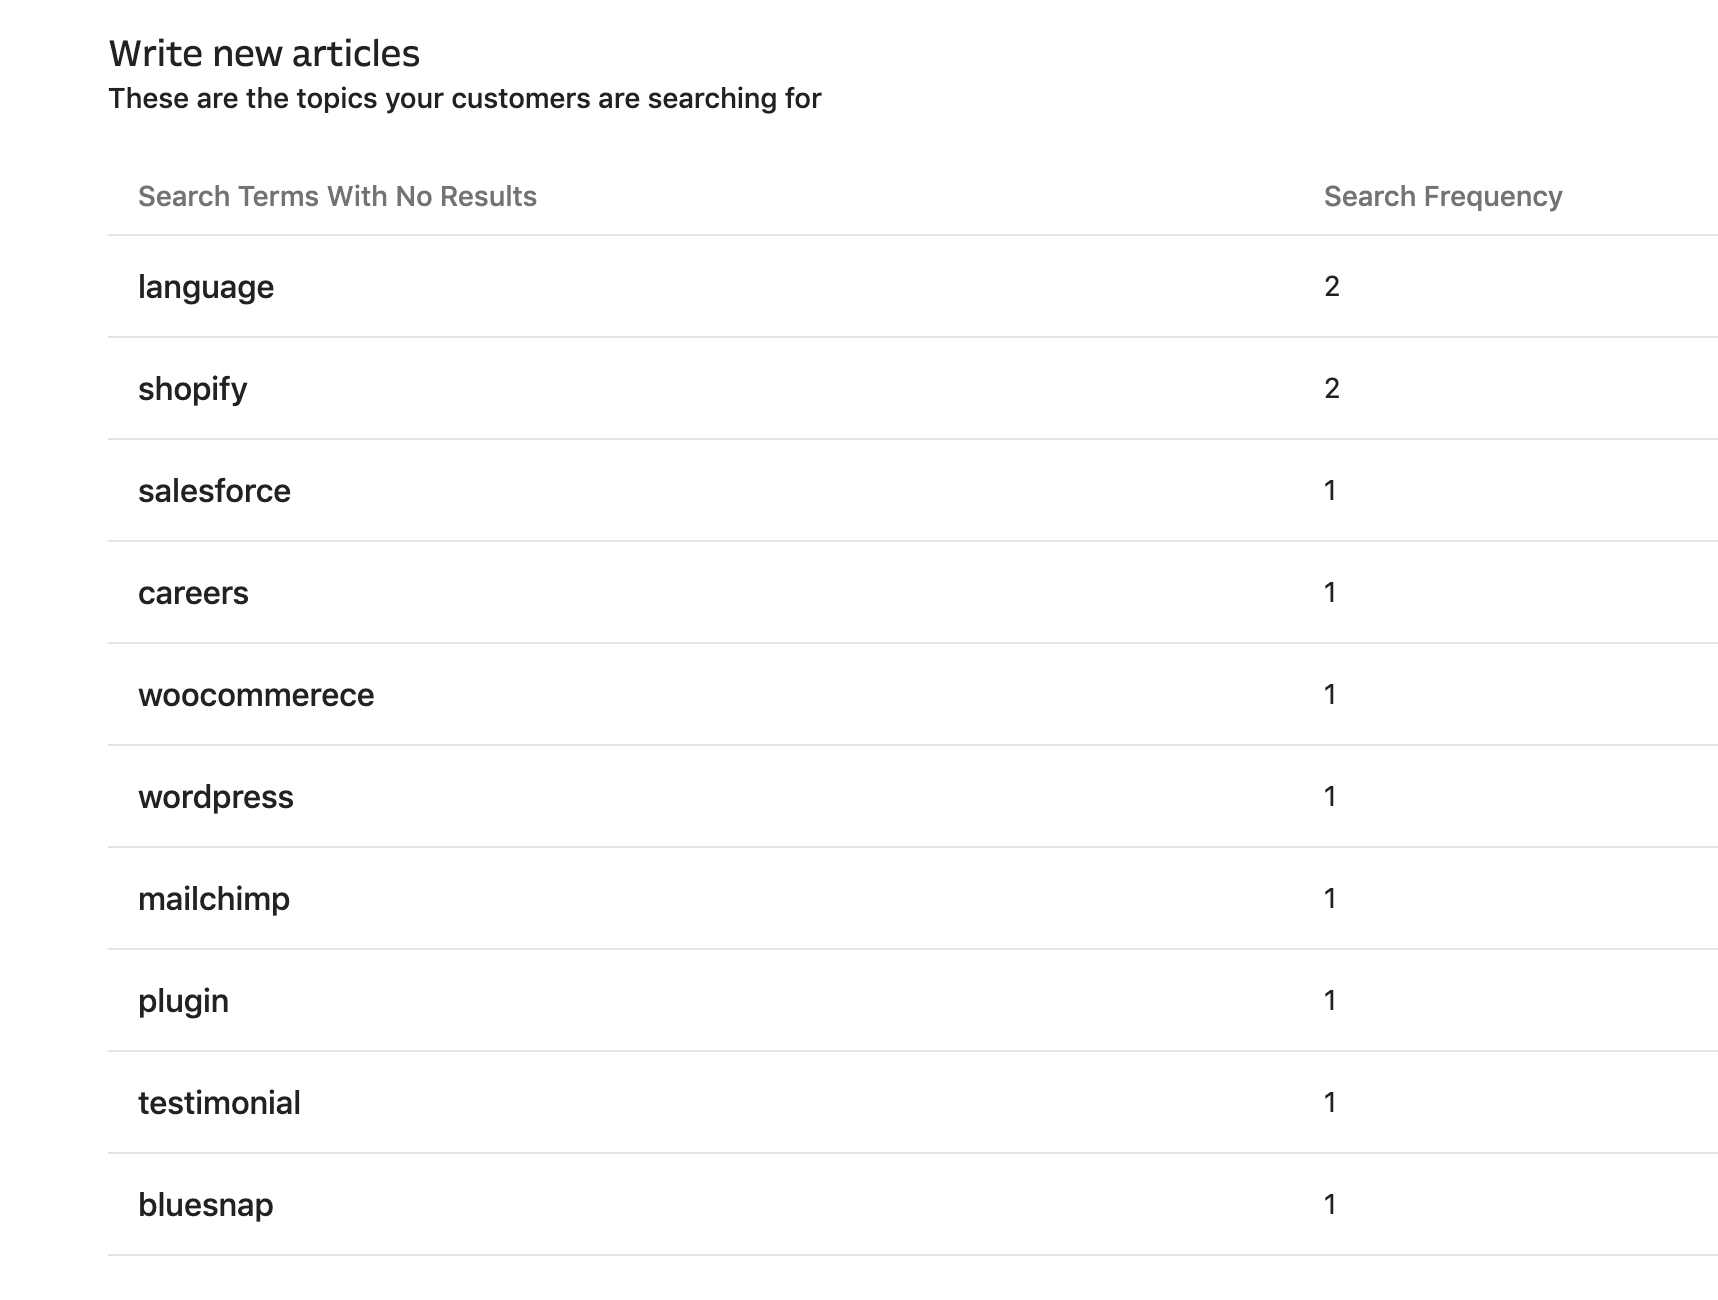 Write new articles
These are the topics your customers are searching for
Search Terms With No Results Search Frequency
language 2
shopify 2
salesforce 1
careers 1
woocommerece 1
wordpress 1
mailchimp 1
plugin 1
testimonial 1
bluesnap 1